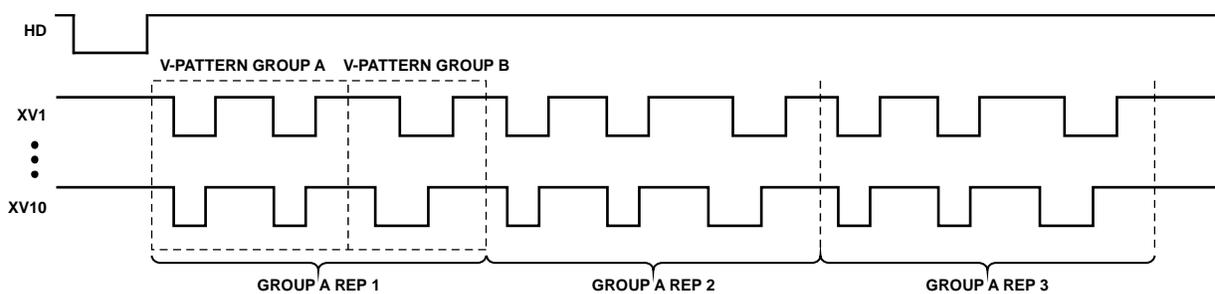 HD
V-PATTERN GROUP A V-PATTERN GROUP B
XV1
XV10
GROUP A REP 1 GROUP A REP 2 GROUP A REP 3